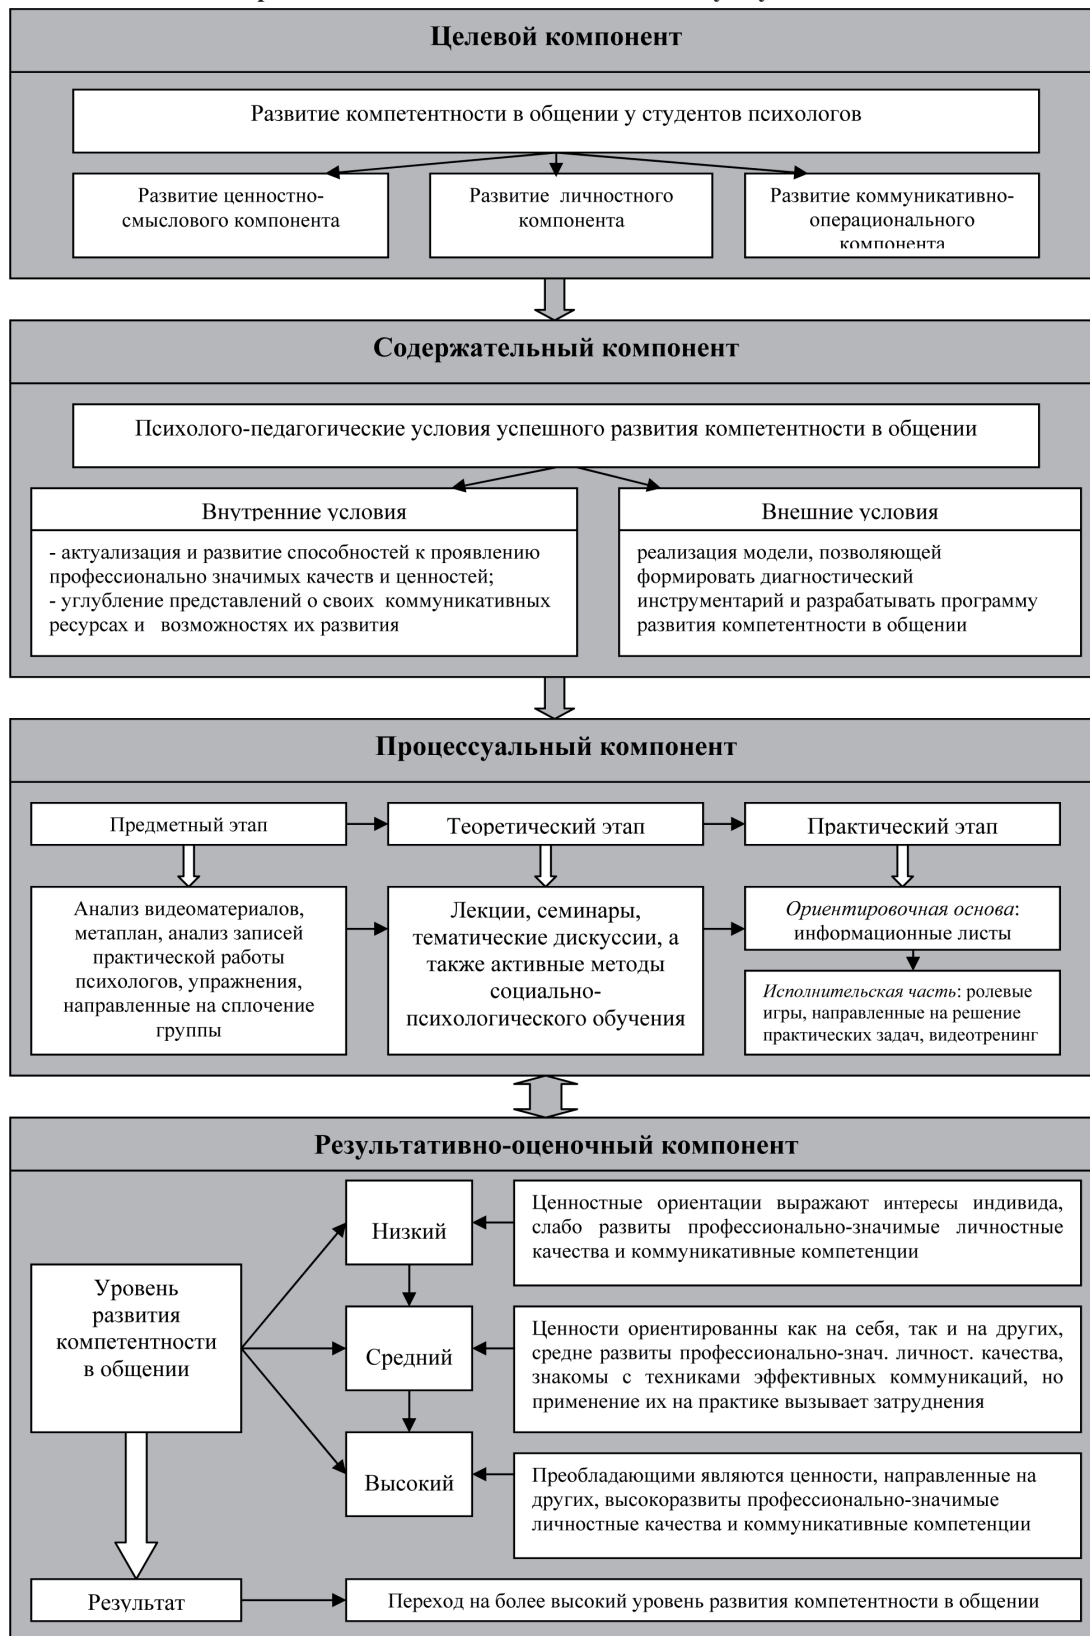 Целевой компонент
Развитие компетентности в общении у студентов психологов
Развитие ценностно-
смыслового компонента
Развитие личностного
компонента
Развитие коммуникативно-
операционального
компонента
Содержательный компонент
Психолого-педагогические условия успешного развития компетентности в общении
Внутренние условия
- актуализация и развитие способностей к проявлению
профессионально значимых качеств и ценностей;
- углубление представлений о своих коммуникативных
ресурсах и возможностях их развития
Внешние условия
реализация модели, позволяющей
формировать диагностический
инструментарий и разрабатывать программу
развития компетентности в общении
Процессуальный компонент
Предметный этап
Теоретический этап
Практический этап
Анализ видеоматериалов,
метаплан, анализ записей
практической работы
психологов, упражнения,
направленные на сплочение
группы
Лекции, семинары,
тематические дискуссии, а
также активные методы
социально-
психологического обучения
Ориентировочная основа:
информационные листы
Исполнительская часть: ролевые
игры, направленные на решение
практических задач, видеотренинг
Результативно-оценочный компонент
Уровень
развития
компетентности
в общении
Низкий
Ценностные ориентации выражают интересы индивида,
слабо развиты профессионально-значимые личностные
качества и коммуникативные компетенции
Средний
Ценности ориентированны как на себя, так и на других,
средне развиты профессионально-знач. личност. качества,
знакомы с техниками эффективных коммуникаций, но
применение их на практике вызывает затруднения
Высокий
Преобладающими являются ценности, направленные на
других, высокоразвиты профессионально-значимые
личностные качества и коммуникативные компетенции
Результат
Переход на более высокий уровень развития компетентности в общении